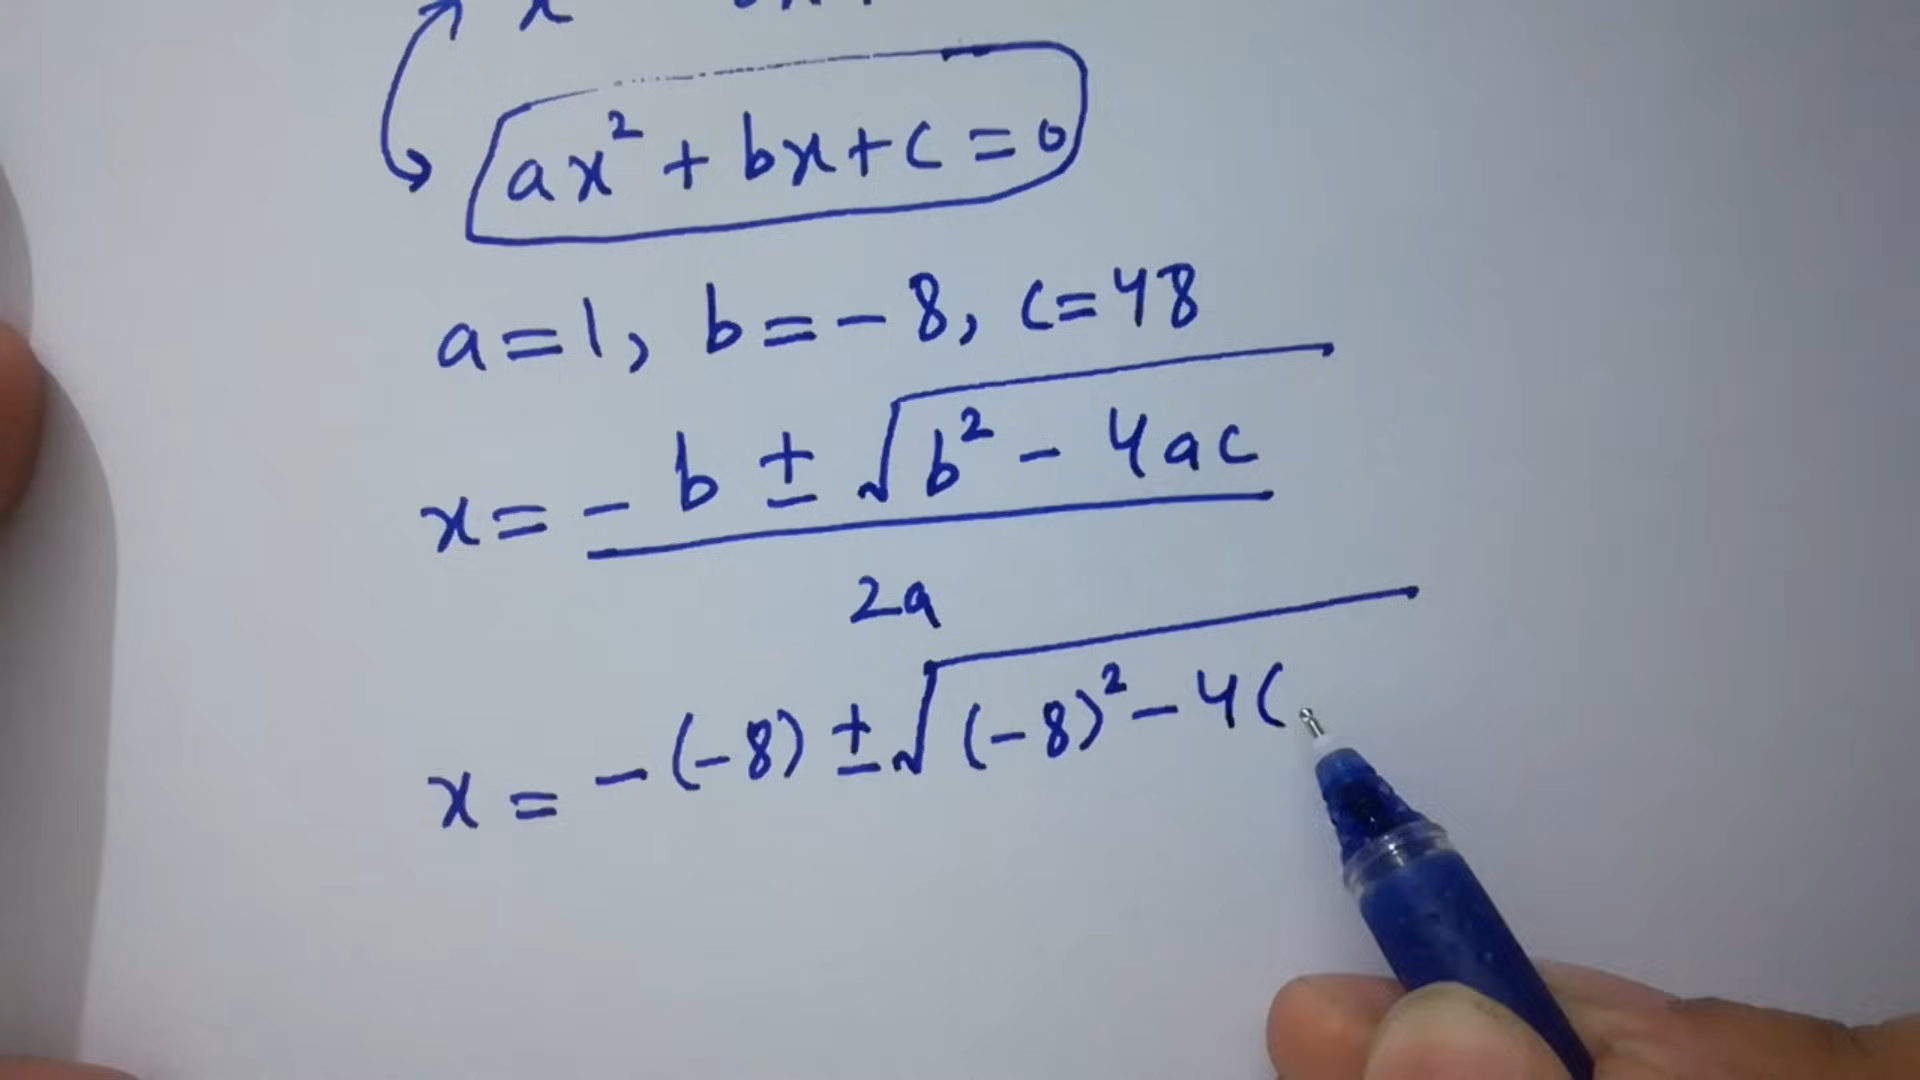 ax² + bx + c = 0
a = 1, b = - 8, c = 48
x = - b ± √b² - 4ac
2a
x = - (-8) ± √(-8)² - 4(